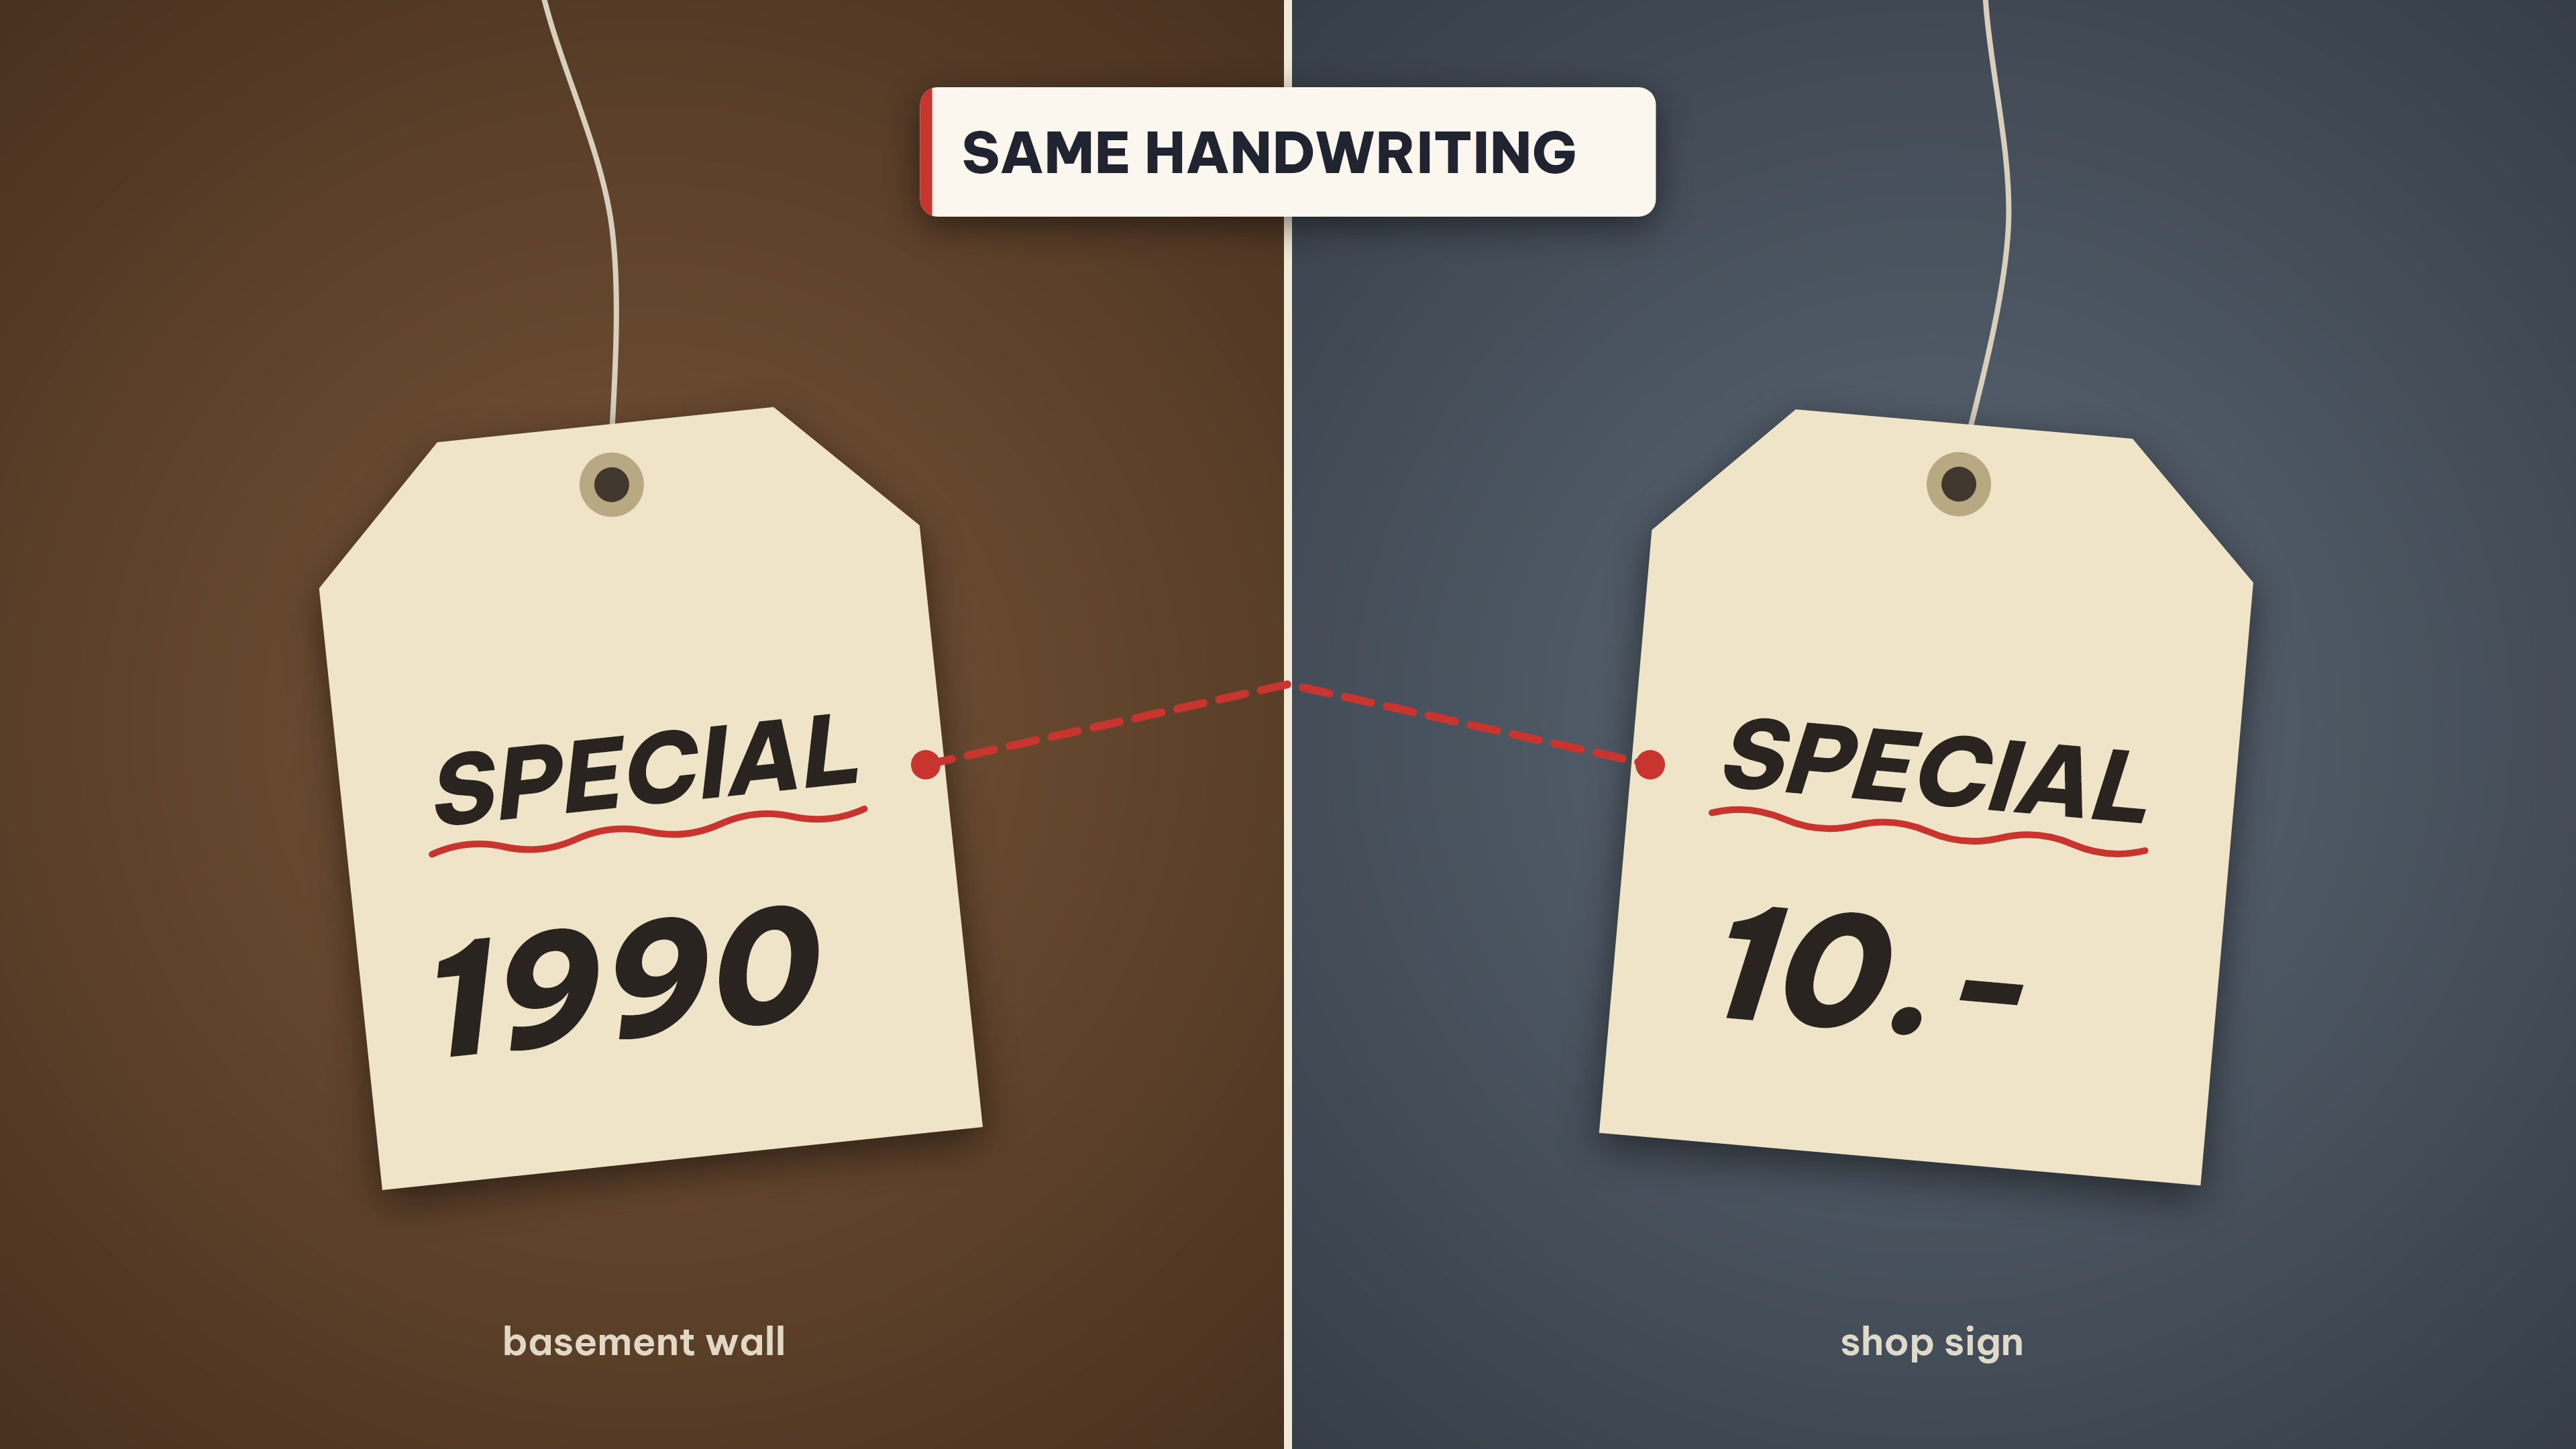 SAME HANDWRITING
SPECIAL
1990
basement wall
SPECIAL
10.-
shop sign